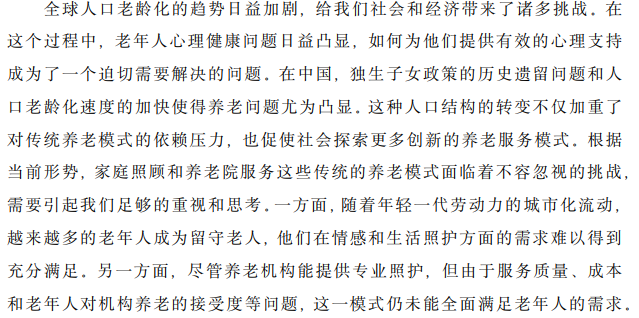 全球人口老龄化的趋势日益加剧，给我们社会和经济带来了诸多挑战。在
这个过程中，老年人心理健康问题日益凸显，如何为他们提供有效的心理支持
成为了一个迫切需要解决的问题。在中国，独生子女政策的历史遗留问题和人
口老龄化速度的加快使得养老问题尤为凸显。这种人口结构的转变不仅加重了
对传统养老模式的依赖压力，也促使社会探索更多创新的养老服务模式。根据
当前形势，家庭照顾和养老院服务这些传统的养老模式面临着不容忽视的挑战，
需要引起我们足够的重视和思考。一方面，随着年轻一代劳动力的城市化流动，
越来越多的老年人成为留守老人，他们在情感和生活照护方面的需求难以得到
充分满足。另一方面，尽管养老机构能提供专业照护，但由于服务质量、成本
和老年人对机构养老的接受度等问题，这一模式仍未能全面满足老年人的需求。